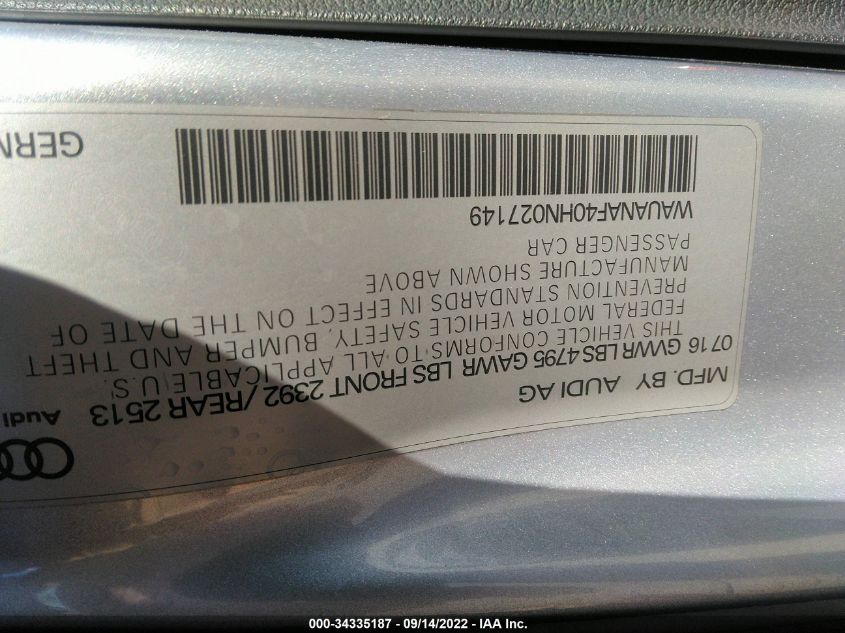 Audi
MFD. BY AUDI AG
0716 GVWR LBS 4795 GAWR LBS FRONT 2392 / REAR 2513
THIS VEHICLE CONFORMS TO ALL APPLICABLE U.S.
FEDERAL MOTOR VEHICLE SAFETY, BUMPER AND THEFT
PREVENTION STANDARDS IN EFFECT ON THE DATE OF
MANUFACTURE SHOWN ABOVE
PASSENGER CAR
WAUANAF40HN027149
000-34335187 - 09/14/2022 - IAA Inc.